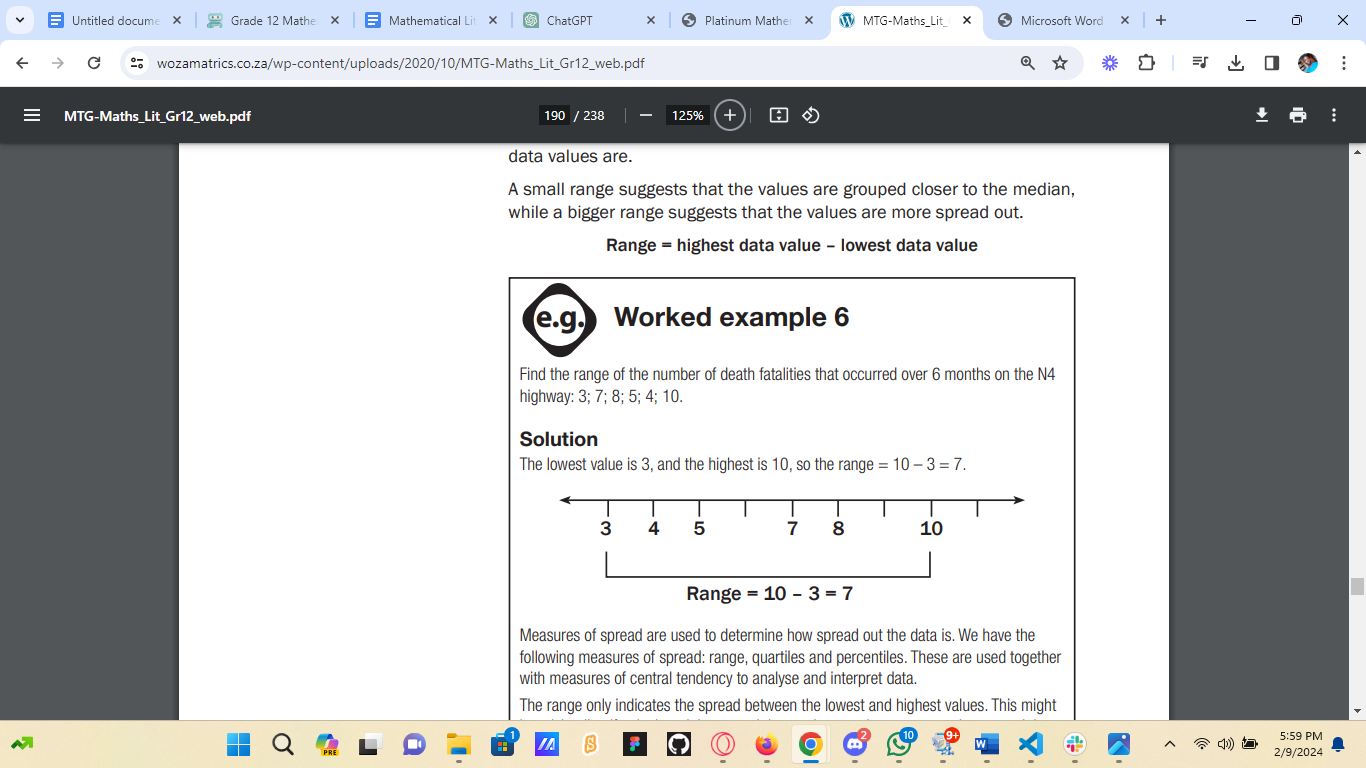 Untitled docume
Grade 12 Mathe
Mathematical Lit
ChatGPT
Platinum Mathe
MTG-Maths_Lit_
Microsoft Word
wozamatrics.co.za/wp-content/uploads/2020/10/MTG-Maths_Lit_Gr12_web.pdf
MTG-Maths_Lit_Gr12_web.pdf
190 / 238
125%
data values are.
A small range suggests that the values are grouped closer to the median,
while a bigger range suggests that the values are more spread out.
Range = highest data value – lowest data value
e.g. Worked example 6
Find the range of the number of death fatalities that occurred over 6 months on the N4
highway: 3; 7; 8; 5; 4; 10.
Solution
The lowest value is 3, and the highest is 10, so the range = 10 – 3 = 7.
3 4 5 7 8 10
Range = 10 – 3 = 7
Measures of spread are used to determine how spread out the data is. We have the
following measures of spread: range, quartiles and percentiles. These are used together
with measures of central tendency to analyse and interpret data.
The range only indicates the spread between the lowest and highest values. This might
PRE
1
2
10
9+
5:59 PM
2/9/2024